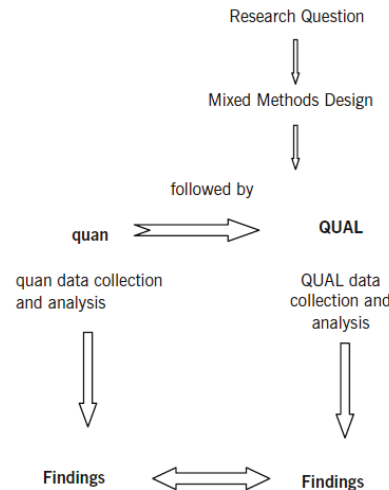 Research Question
Mixed Methods Design
followed by
quan
QUAL
quan data collection
and analysis
QUAL data
collection and
analysis
Findings
Findings